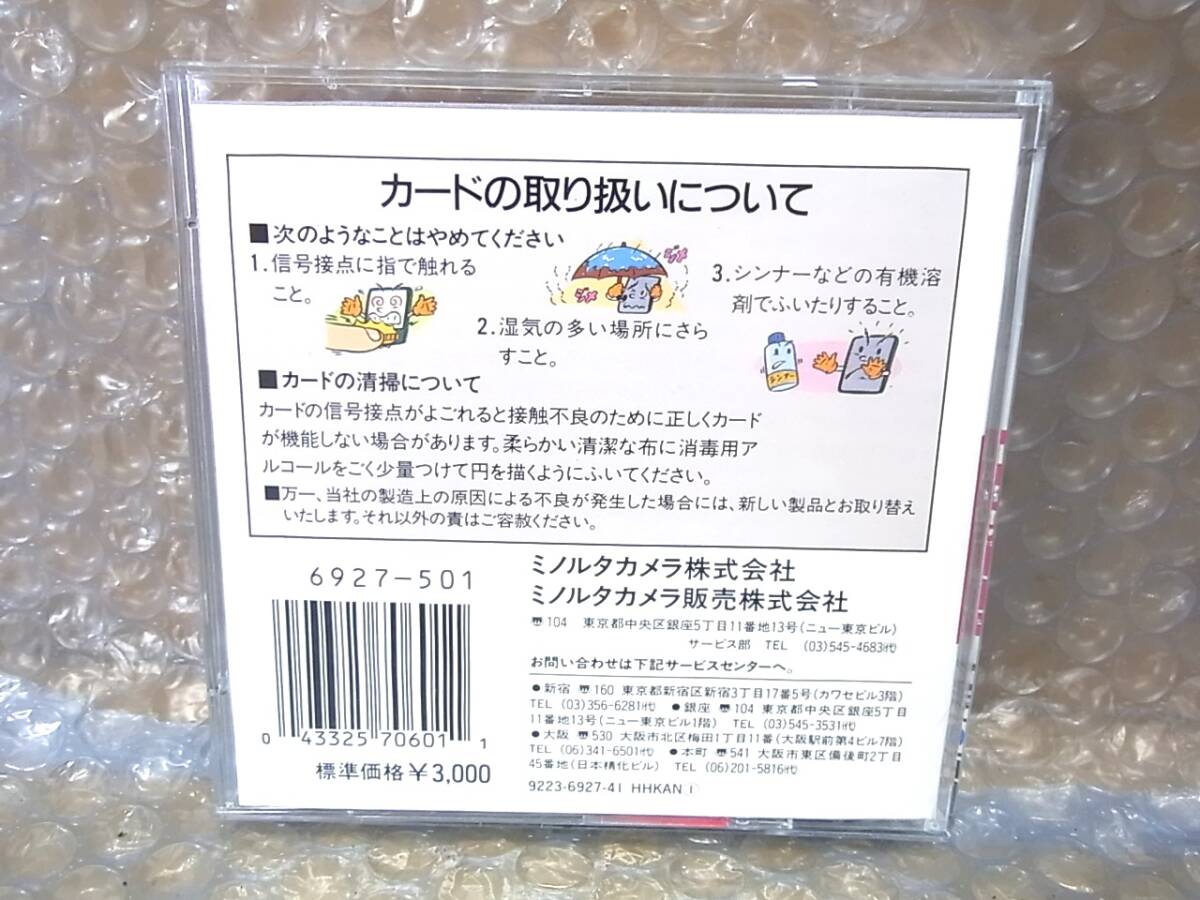 カードの取り扱いについて
■次のようなことはやめてください
1.信号接点に指で触れる
こと。
ジメ
ジメ
2.湿気の多い場所にさら
すこと。
3.シンナーなどの有機溶
剤でふいたりすること。
シンナー
■カードの清掃について
カードの信号接点がよごれると接触不良のために正しくカード
が機能しない場合があります。柔らかい清潔な布に消毒用ア
ルコールをごく少量つけて円を描くようにふいてください。
■万一、当社の製造上の原因による不良が発生した場合には、新しい製品とお取り替え
いたします。それ以外の責はご容赦ください。
6927-501
0 43325 70601 1
標準価格¥3,000
ミノルタカメラ株式会社
ミノルタカメラ販売株式会社
〠104 東京都中央区銀座5丁目11番地13号(ニュー東京ビル)
サービス部 TEL (03)545-4683㈹
お問い合わせは下記サービスセンターへ。
●新宿 〠160 東京都新宿区新宿3丁目17番5号(カワセビル3階)
TEL (03)356-6281㈹ ●銀座 〠104 東京都中央区銀座5丁目
11番地13号(ニュー東京ビル1階) TEL (03)545-3531㈹
●大阪 〠530 大阪市北区梅田1丁目11番(大阪駅前第4ビル7階)
TEL (06)341-6501㈹ ●本町 〠541 大阪市東区備後町2丁目
45番地(日本精化ビル) TEL (06)201-5816㈹
9223-6927-41 HHKAN ①